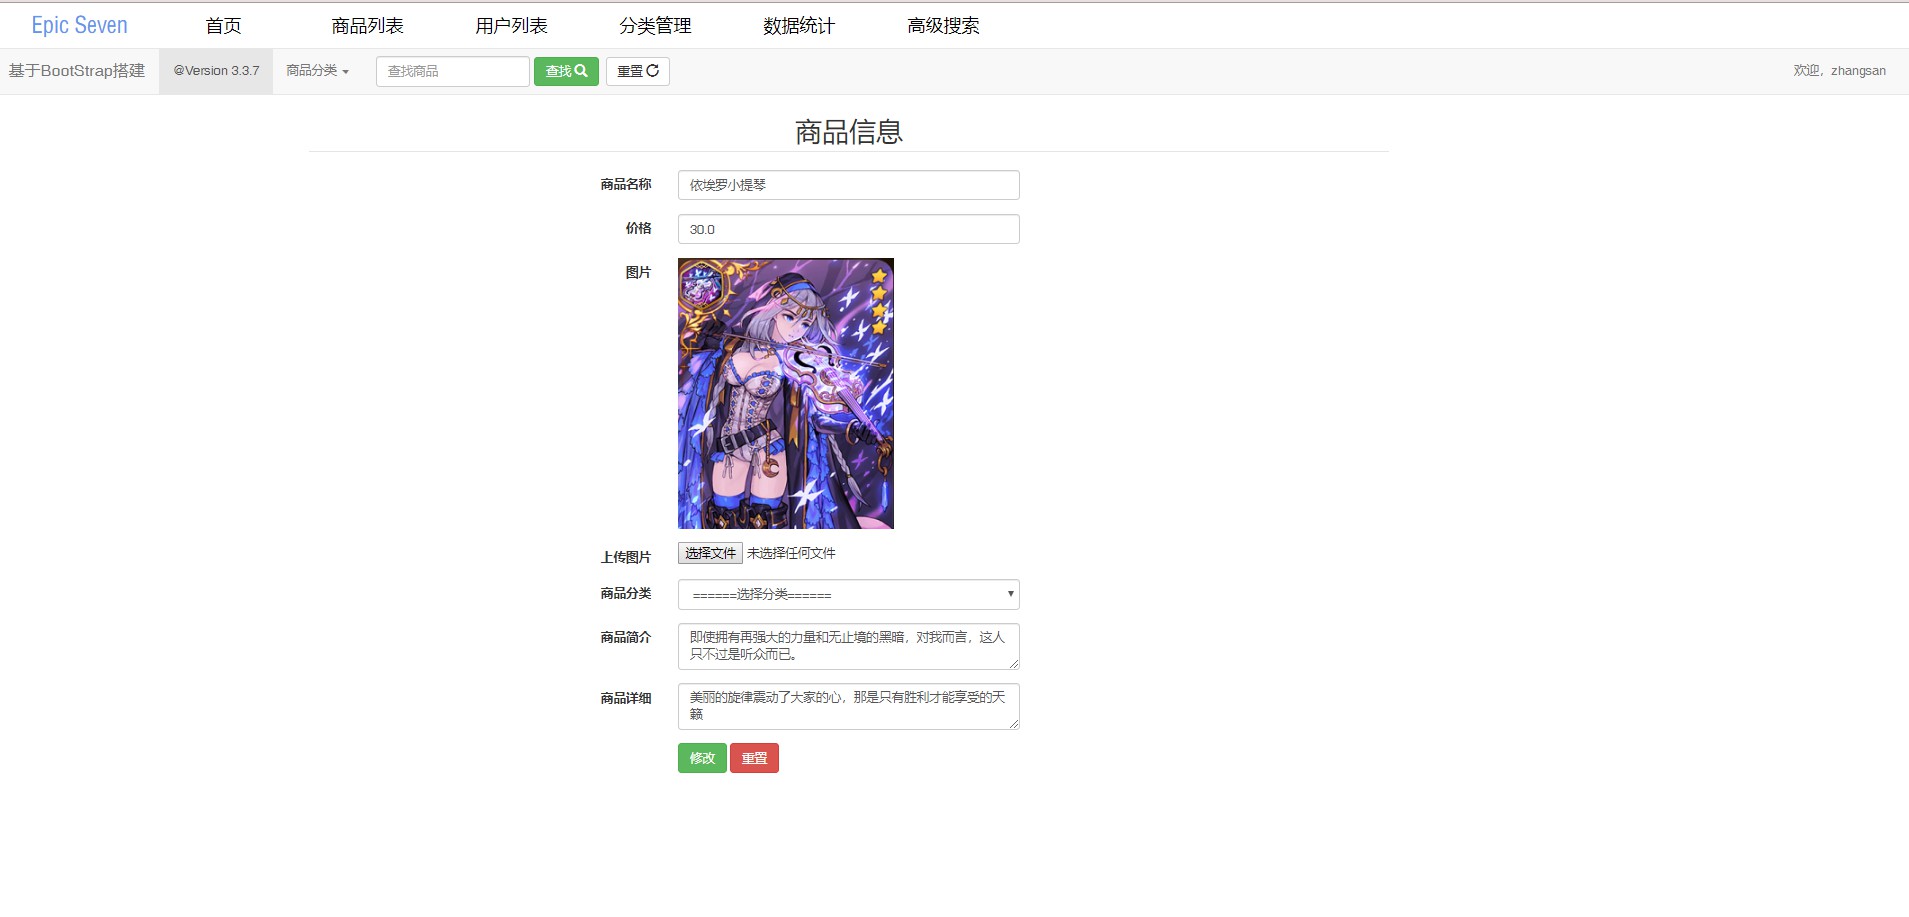 Epic Seven 首页 商品列表 用户列表 分类管理 数据统计 高级搜索
基于BootStrap搭建 @Version 3.3.7 商品分类 查找商品 查找 重置 欢迎，zhangsan
商品信息
商品名称 依埃罗小提琴
价格 30.0
图片
上传图片 选择文件 未选择任何文件
商品分类 ======选择分类======
商品简介 即使拥有再强大的力量和无止境的黑暗，对我而言，这人
只不过是听众而已。
商品详细 美丽的旋律震动了大家的心，那是只有胜利才能享受的天
籁
修改 重置